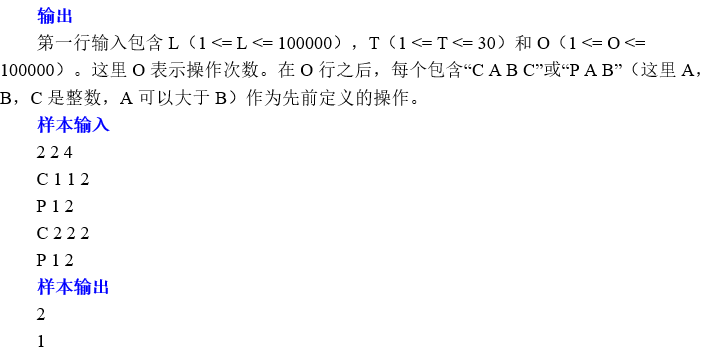 输出
第一行输入包含 L（1 <= L <= 100000），T（1 <= T <= 30）和 O（1 <= O <=
100000）。这里 O 表示操作次数。在 O 行之后，每个包含“C A B C”或“P A B”（这里 A，
B，C 是整数，A 可以大于 B）作为先前定义的操作。
样本输入
2 2 4
C 1 1 2
P 1 2
C 2 2 2
P 1 2
样本输出
2
1